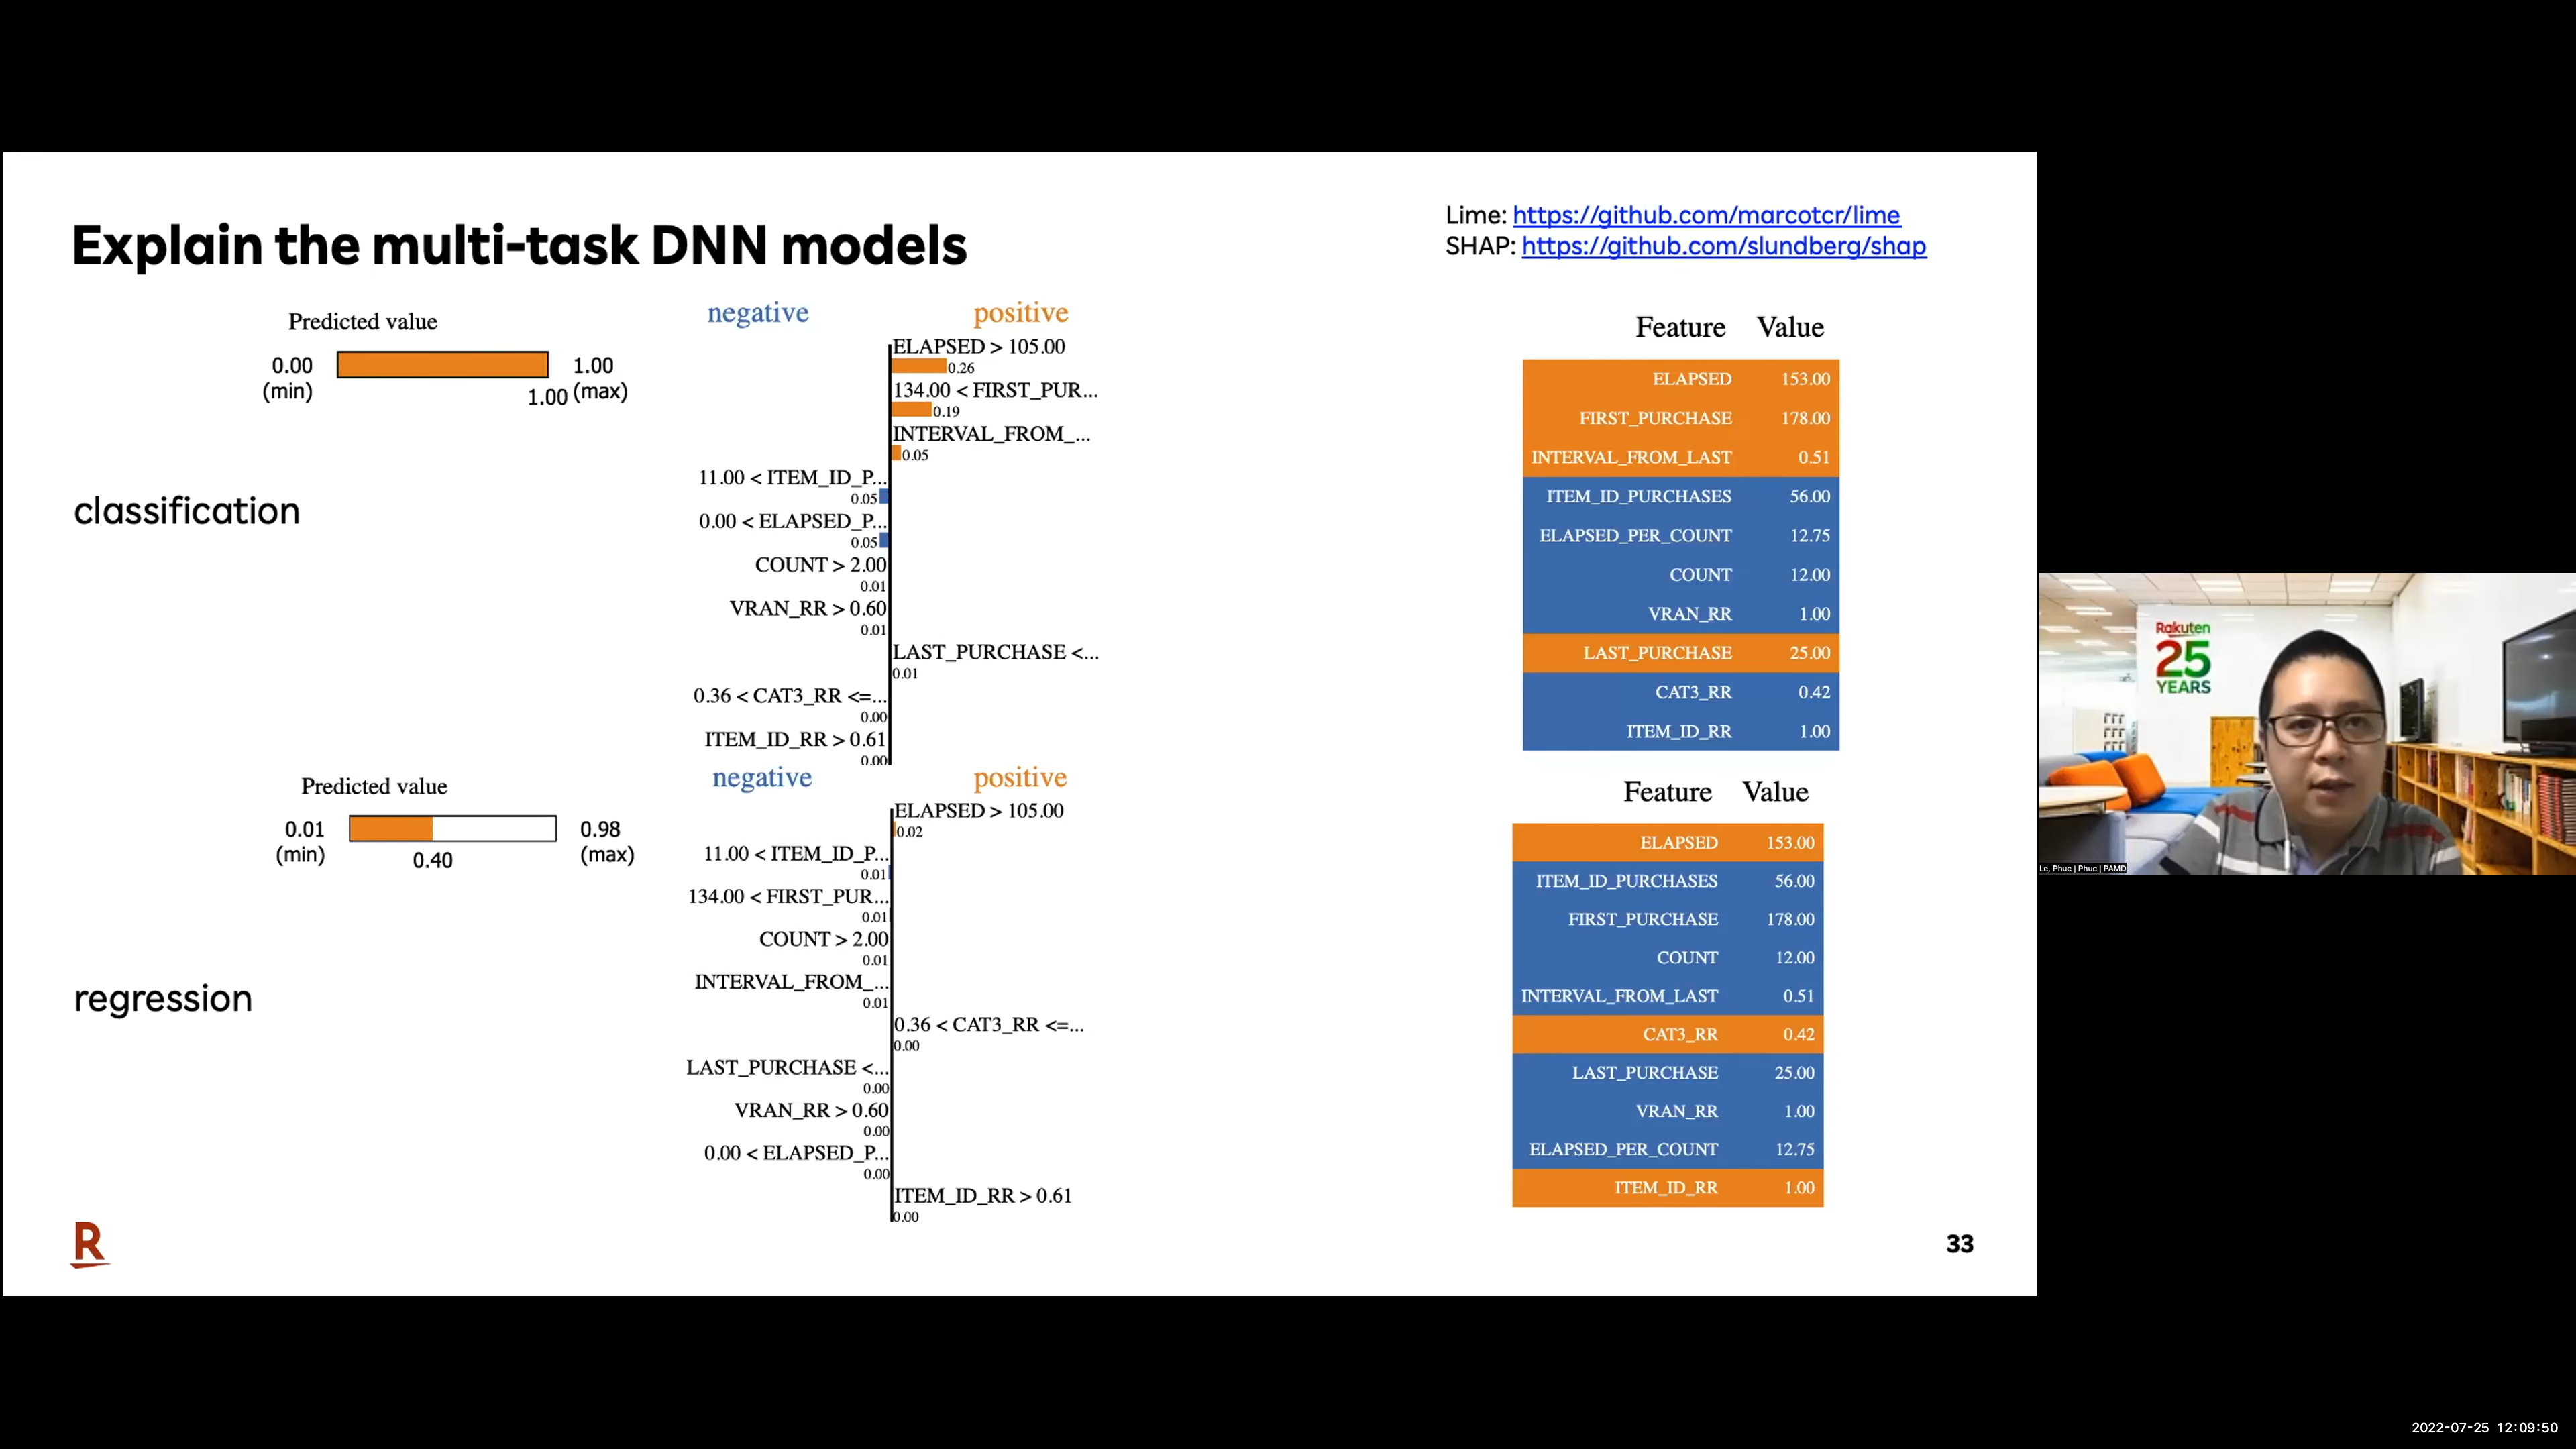 Explain the multi-task DNN models
Lime: https://github.com/marcotcr/lime
SHAP: https://github.com/slundberg/shap
classification
Predicted value
0.00
(min)
1.00
(max)
1.00
negative
positive
ELAPSED > 105.00
0.26
134.00 < FIRST_PUR...
0.19
INTERVAL_FROM_...
0.05
11.00 < ITEM_ID_P...
0.05
0.00 < ELAPSED_P...
0.05
COUNT > 2.00
0.01
VRAN_RR > 0.60
0.01
LAST_PURCHASE <...
0.01
0.36 < CAT3_RR <=...
0.00
ITEM_ID_RR > 0.61
0.00
Feature Value
ELAPSED 153.00
FIRST_PURCHASE 178.00
INTERVAL_FROM_LAST 0.51
ITEM_ID_PURCHASES 56.00
ELAPSED_PER_COUNT 12.75
COUNT 12.00
VRAN_RR 1.00
LAST_PURCHASE 25.00
CAT3_RR 0.42
ITEM_ID_RR 1.00
regression
Predicted value
0.01
(min)
0.98
(max)
0.40
negative
positive
ELAPSED > 105.00
0.02
11.00 < ITEM_ID_P...
0.01
134.00 < FIRST_PUR...
0.01
COUNT > 2.00
0.01
INTERVAL_FROM_...
0.01
0.36 < CAT3_RR <=...
0.00
LAST_PURCHASE <...
0.00
VRAN_RR > 0.60
0.00
0.00 < ELAPSED_P...
0.00
ITEM_ID_RR > 0.61
0.00
Feature Value
ELAPSED 153.00
ITEM_ID_PURCHASES 56.00
FIRST_PURCHASE 178.00
COUNT 12.00
INTERVAL_FROM_LAST 0.51
CAT3_RR 0.42
LAST_PURCHASE 25.00
VRAN_RR 1.00
ELAPSED_PER_COUNT 12.75
ITEM_ID_RR 1.00
R
33
Rakuten
25
YEARS
Le, Phuc | Phuc | PAMD
2022-07-25 12:09:50